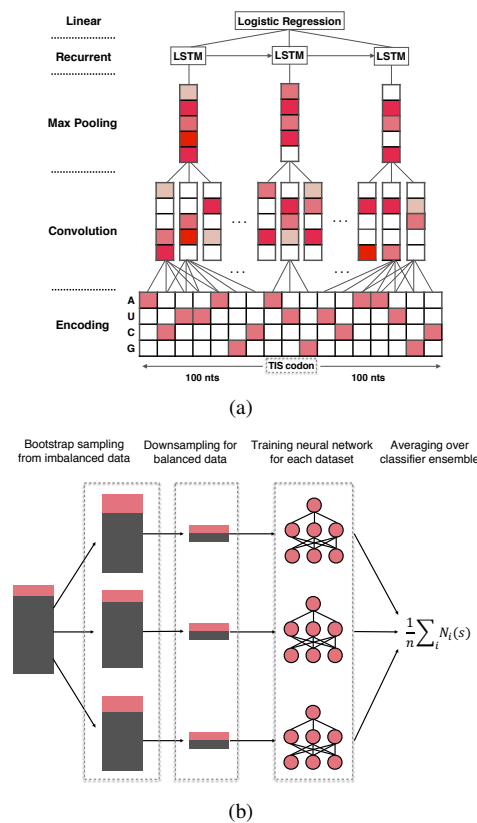 Linear
Logistic Regression
Recurrent
LSTM
LSTM
LSTM
Max Pooling
Convolution
...
...
...
...
Encoding
A
U
C
G
TIS codon
100 nts
100 nts
(a)
Bootstrap sampling
from imbalanced data
Downsampling for
balanced data
Training neural network
for each dataset
Averaging over
classifier ensemble
1/n ∑_i N_i(s)
(b)